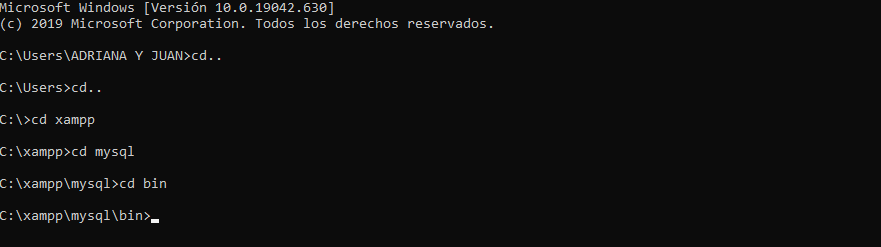 Microsoft Windows [Versión 10.0.19042.630]
(c) 2019 Microsoft Corporation. Todos los derechos reservados.
C:\Users\ADRIANA Y JUAN>cd..
C:\Users>cd..
C:\>cd xampp
C:\xampp>cd mysql
C:\xampp\mysql>cd bin
C:\xampp\mysql\bin>